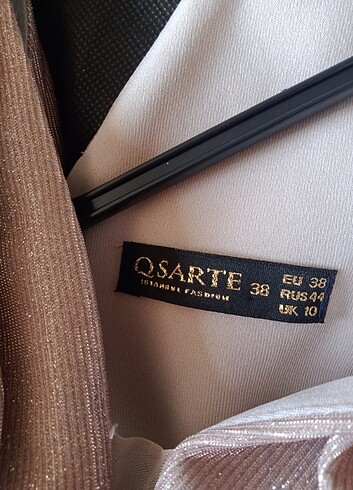 QSARTE
ISTANBUL FASHION
38
EU 38
RUS 44
UK 10